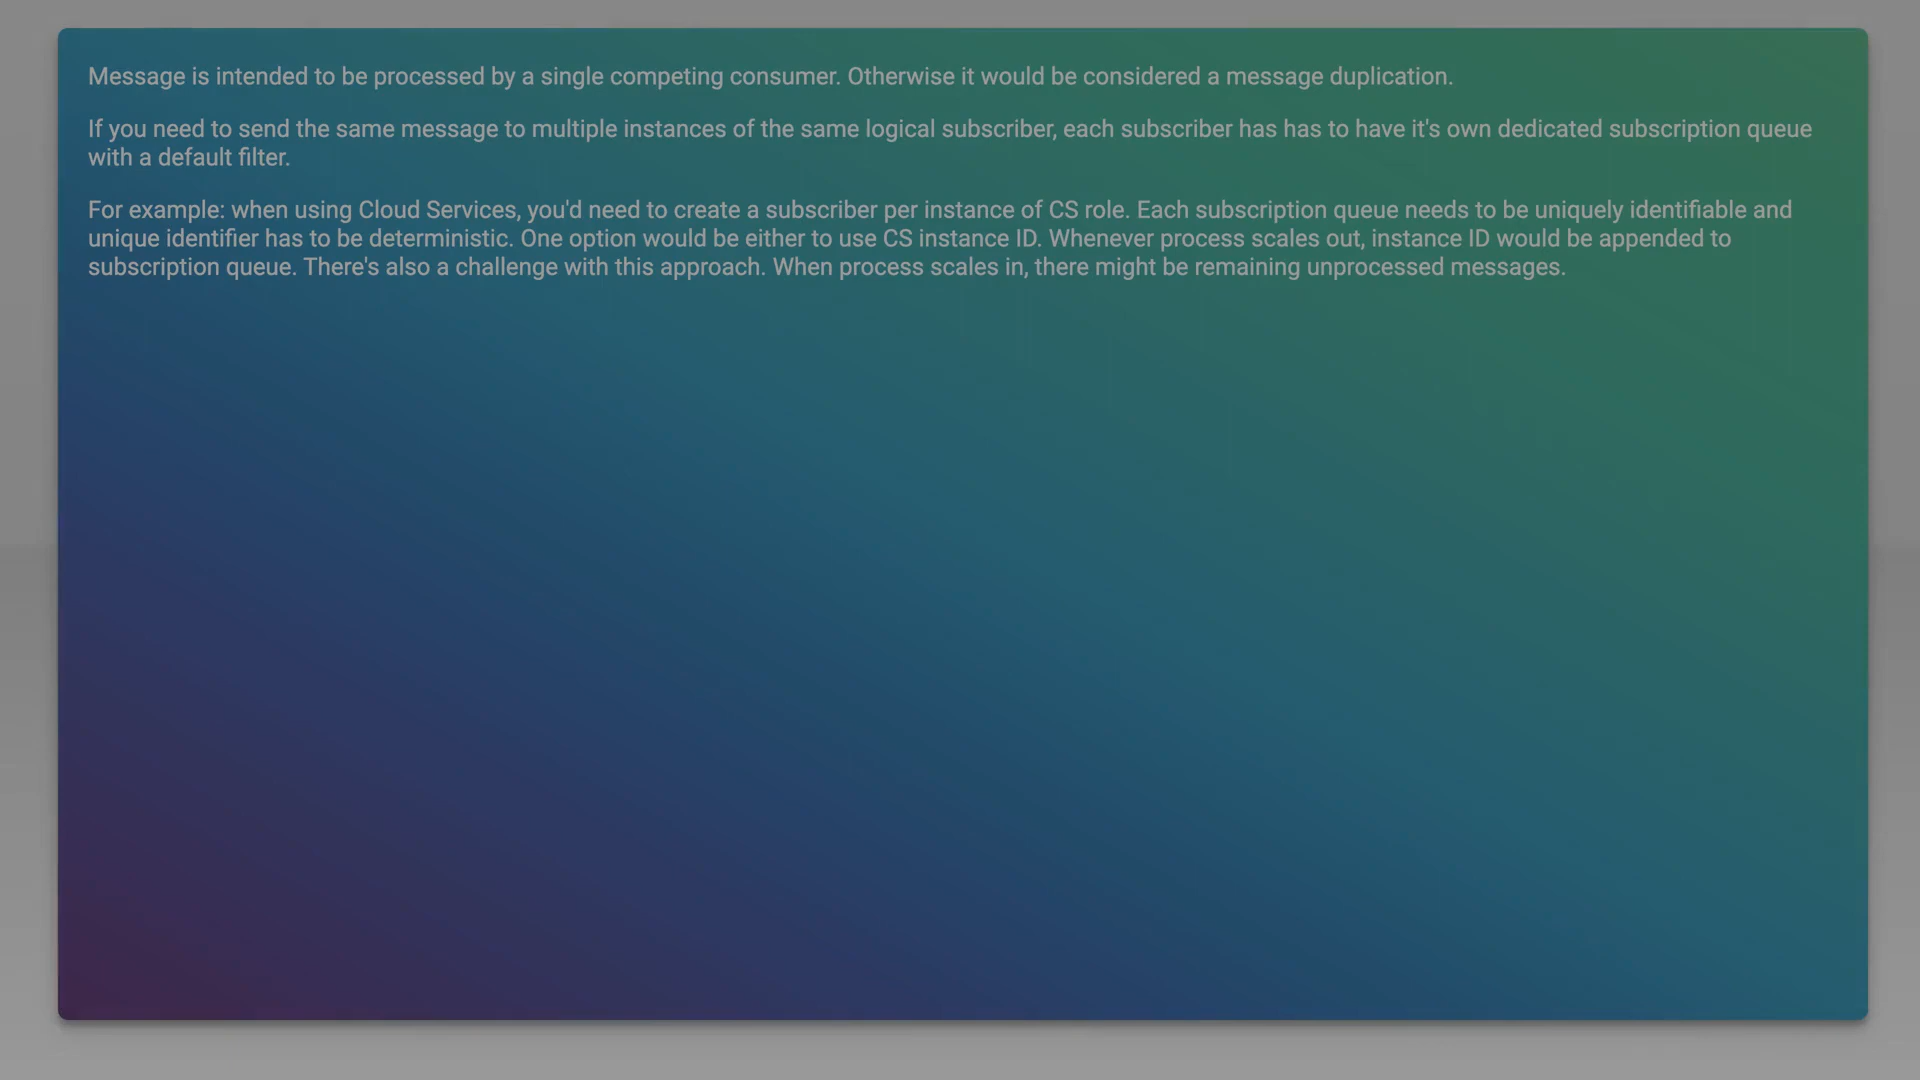 Message is intended to be processed by a single competing consumer. Otherwise it would be considered a message duplication.
If you need to send the same message to multiple instances of the same logical subscriber, each subscriber has has to have it's own dedicated subscription queue
with a default filter.
For example: when using Cloud Services, you'd need to create a subscriber per instance of CS role. Each subscription queue needs to be uniquely identifiable and
unique identifier has to be deterministic. One option would be either to use CS instance ID. Whenever process scales out, instance ID would be appended to
subscription queue. There's also a challenge with this approach. When process scales in, there might be remaining unprocessed messages.